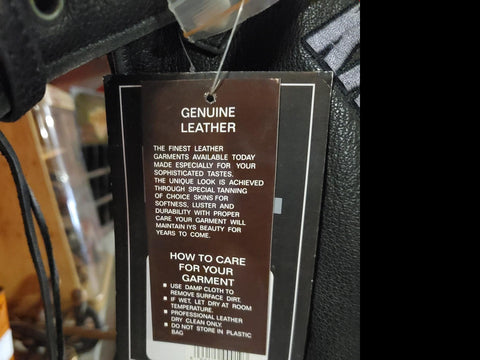 GENUINE
LEATHER
THE FINEST LEATHER
GARMENTS AVAILABLE TODAY
MADE ESPECIALLY FOR YOUR
SOPHISTICATED TASTES.
THE UNIQUE LOOK IS ACHIEVED
THROUGH SPECIAL TANNING
OF CHOICE SKINS FOR
SOFTNESS, LUSTER AND
DURABILITY WITH PROPER
CARE YOUR GARMENT WILL
MAINTAIN IYS BEAUTY FOR
YEARS TO COME.
HOW TO CARE
FOR YOUR
GARMENT
■ USE DAMP CLOTH TO
REMOVE SURFACE DIRT.
■ IF WET, LET DRY AT ROOM
TEMPERATURE.
■ PROFESSIONAL LEATHER
DRY CLEAN ONLY.
■ DO NOT STORE IN PLASTIC
BAG